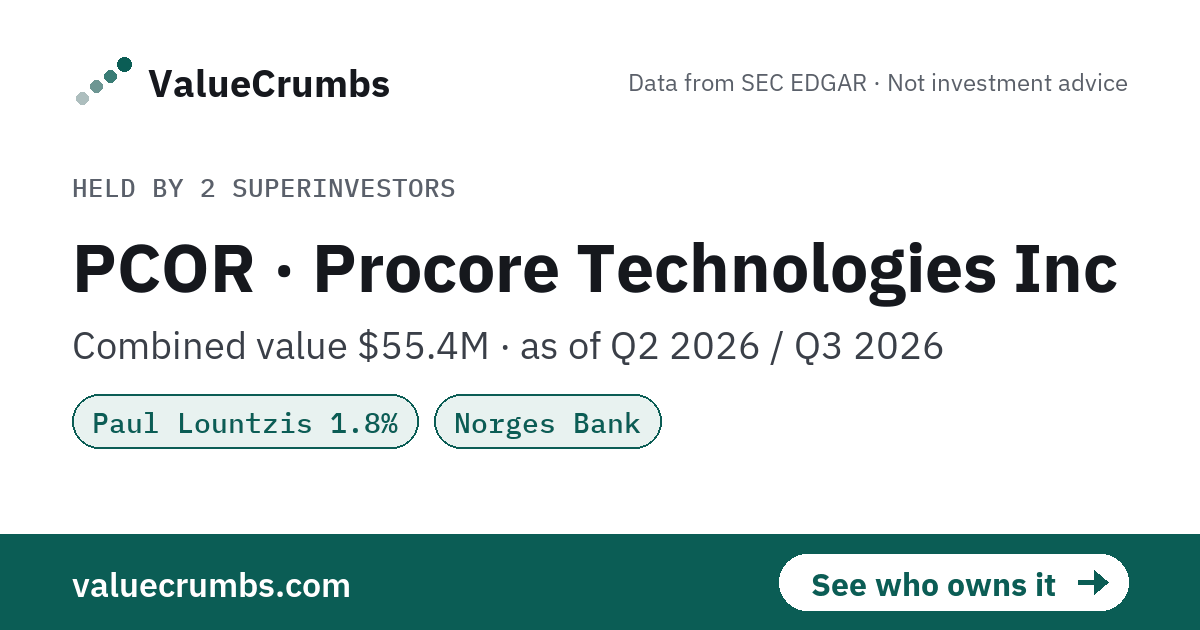 ValueCrumbs
Data from SEC EDGAR · Not investment advice
HELD BY 2 SUPERINVESTORS
PCOR · Procore Technologies Inc
Combined value $55.4M · as of Q2 2026 / Q3 2026
Paul Lountzis 1.8%
Norges Bank
valuecrumbs.com
See who owns it →